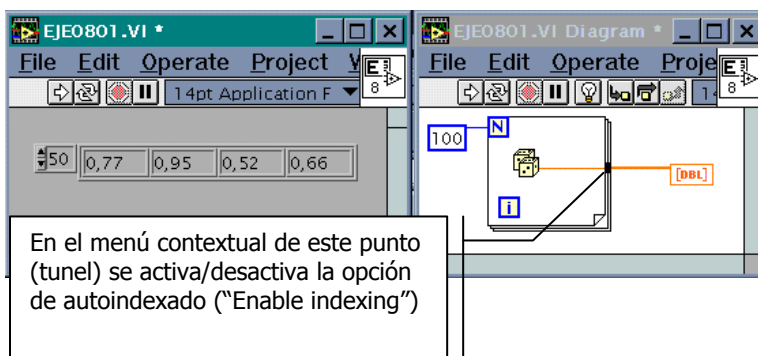 EJE0801.VI *
File Edit Operate Project
14pt Application F
E
8
50 0,77 0,95 0,52 0,66
EJE0801.VI Diagram *
File Edit Operate Proje
E
8
100
N
i
[DBL]
En el menú contextual de este punto
(tunel) se activa/desactiva la opción
de autoindexado (“Enable indexing”)